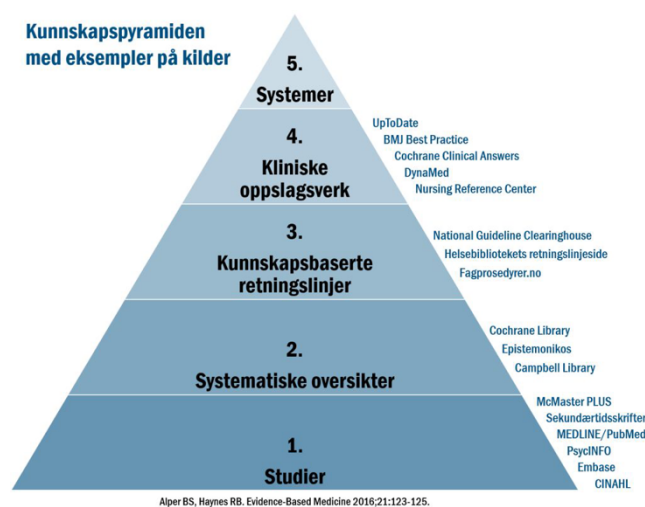 Kunnskapspyramiden
med eksempler på kilder
5.
Systemer
4.
Kliniske
oppslagsverk
UpToDate
BMJ Best Practice
Cochrane Clinical Answers
DynaMed
Nursing Reference Center
3.
Kunnskapsbaserte
retningslinjer
National Guideline Clearinghouse
Helsebibliotekets retningslinjeside
Fagprosedyrer.no
2.
Systematiske oversikter
Cochrane Library
Epistemonikos
Campbell Library
1.
Studier
McMaster PLUS
Sekundærtidsskrifter
MEDLINE/PubMed
PsycINFO
Embase
CINAHL
Alper BS, Haynes RB. Evidence-Based Medicine 2016;21:123-125.